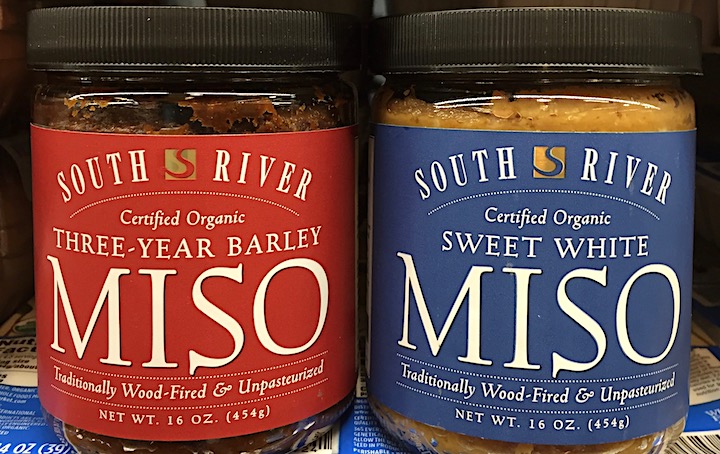 SOUTH S RIVER
Certified Organic
THREE-YEAR BARLEY
MISO
Traditionally Wood-Fired & Unpasteurized
NET WT. 16 OZ. (454g)
SOUTH S RIVER
Certified Organic
SWEET WHITE
MISO
Traditionally Wood-Fired & Unpasteurized
NET WT. 16 OZ. (454g)